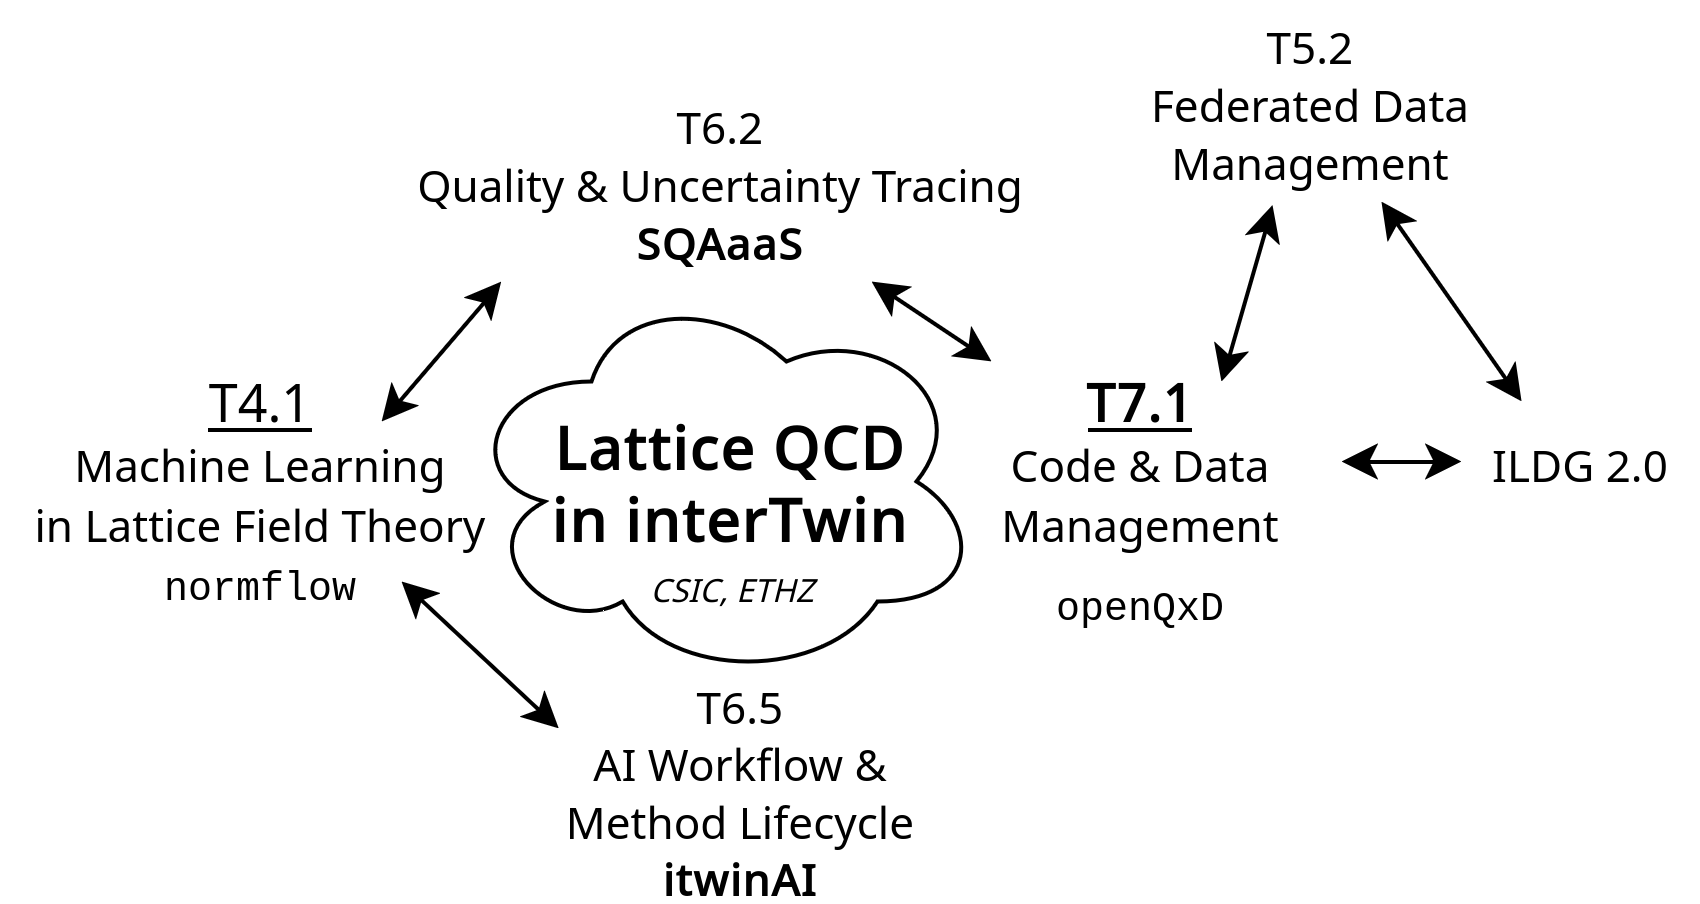 T5.2
Federated Data
Management
T6.2
Quality & Uncertainty Tracing
SQAaaS
T4.1
Machine Learning
in Lattice Field Theory
normflow
Lattice QCD
in interTwin
CSIC, ETHZ
T7.1
Code & Data
Management
openQxD
ILDG 2.0
T6.5
AI Workflow &
Method Lifecycle
itwinAI